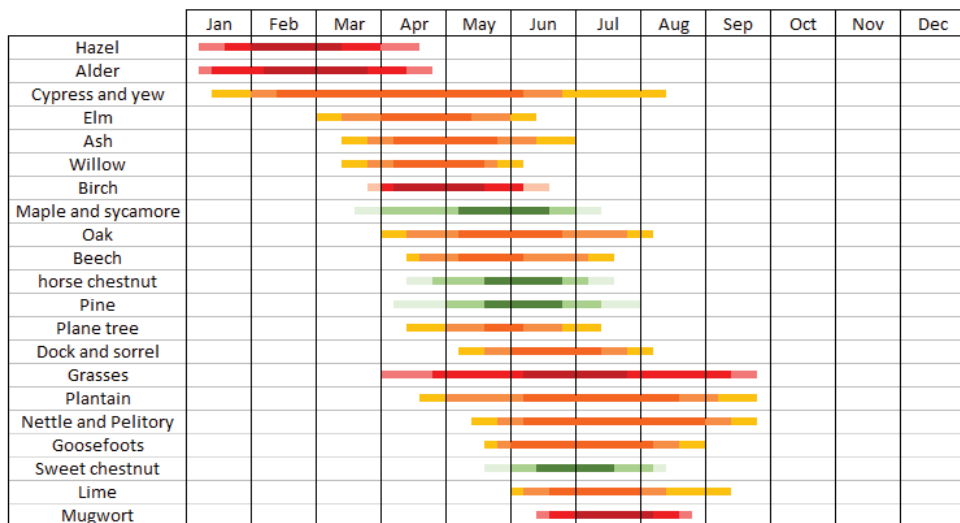 Jan Feb Mar Apr May Jun Jul Aug Sep Oct Nov Dec
Hazel
Alder
Cypress and yew
Elm
Ash
Willow
Birch
Maple and sycamore
Oak
Beech
horse chestnut
Pine
Plane tree
Dock and sorrel
Grasses
Plantain
Nettle and Pelitory
Goosefoots
Sweet chestnut
Lime
Mugwort